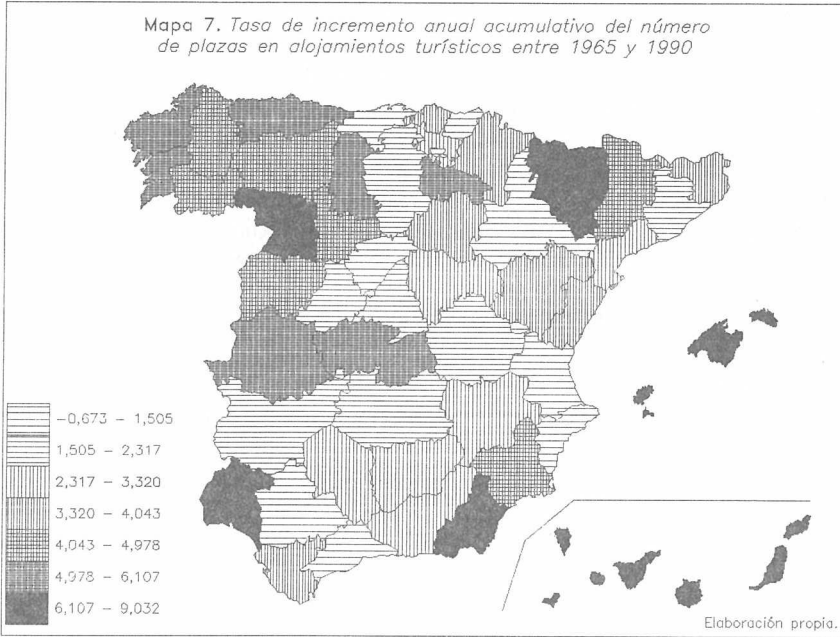 Mapa 7. Tasa de incremento anual acumulativo del número
de plazas en alojamientos turísticos entre 1965 y 1990
-0,673 - 1,505
1,505 - 2,317
2,317 - 3,320
3,320 - 4,043
4,043 - 4,978
4,978 - 6,107
6,107 - 9,032
Elaboración propia.